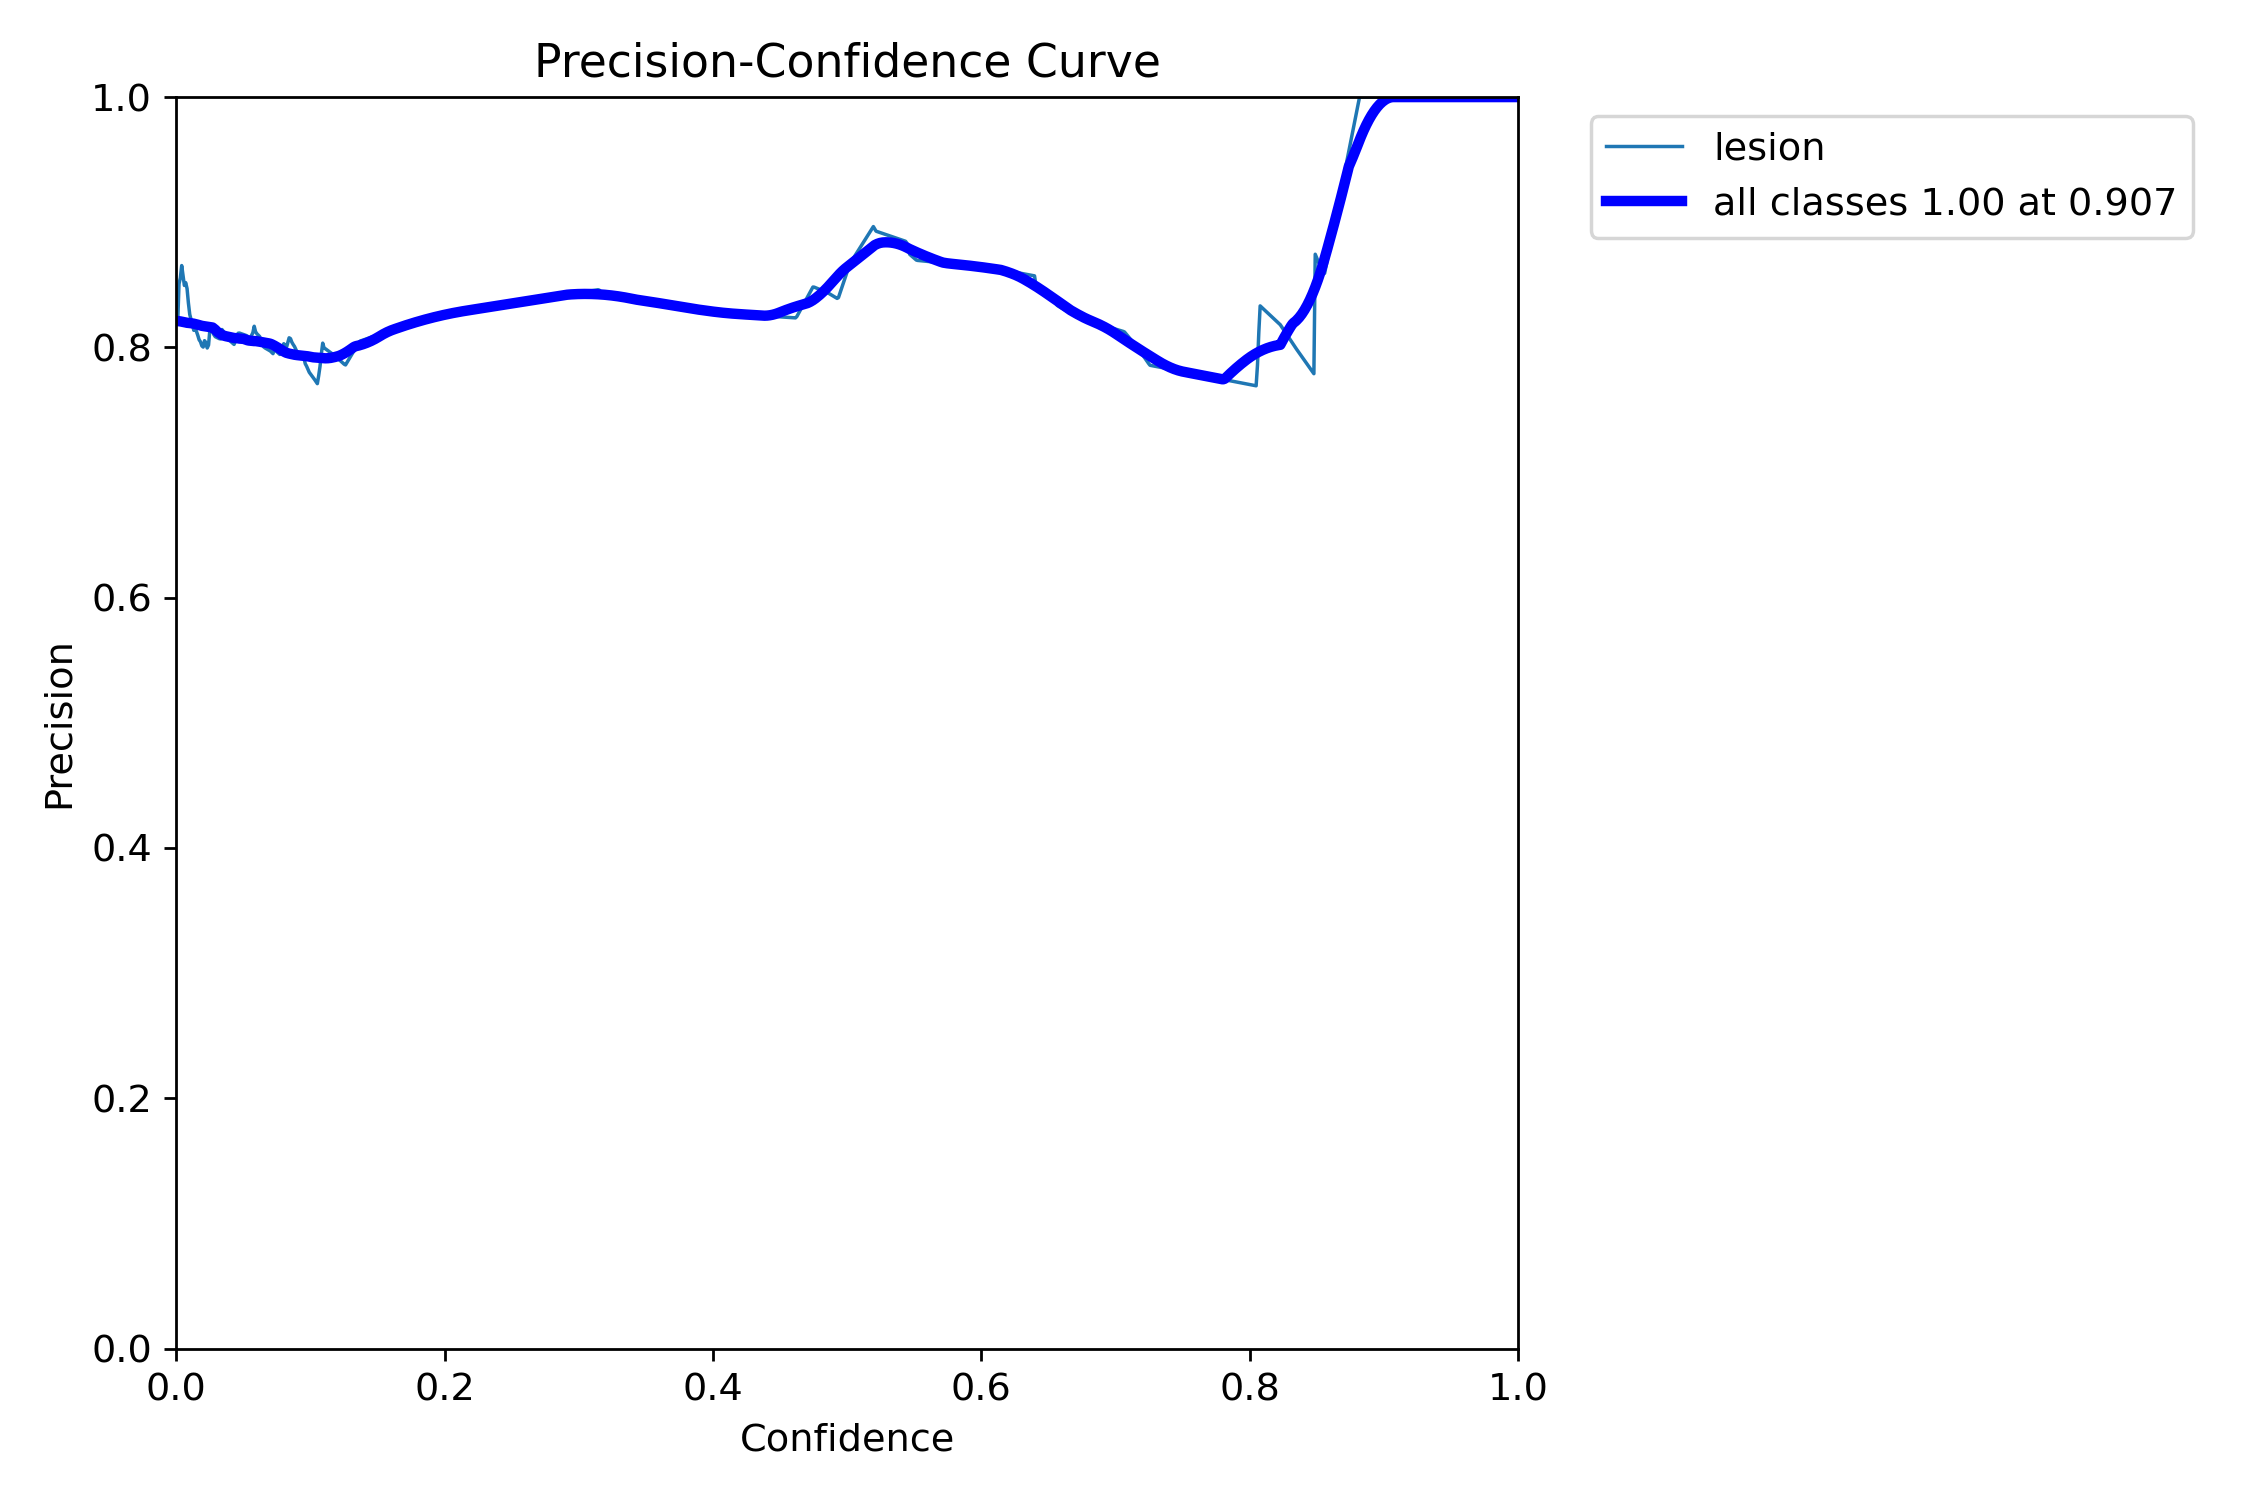 Precision-Confidence Curve
lesion
all classes 1.00 at 0.907
Precision
1.0
0.8
0.6
0.4
0.2
0.0
0.0 0.2 0.4 0.6 0.8 1.0
Confidence